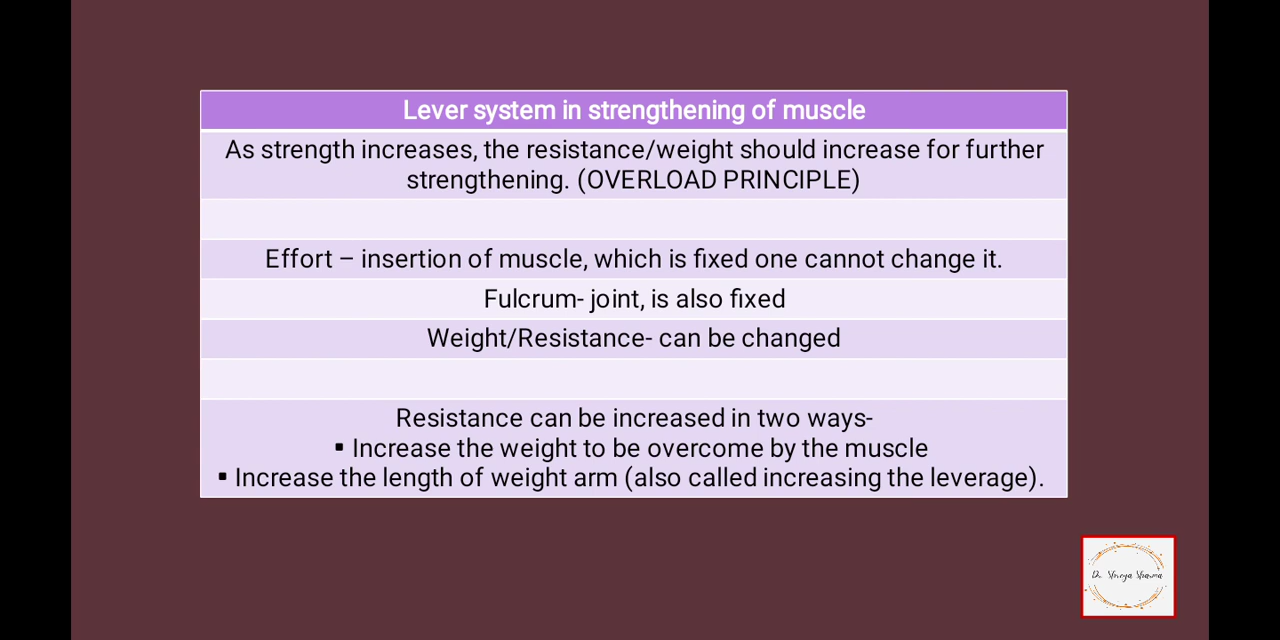 Lever system in strengthening of muscle
As strength increases, the resistance/weight should increase for further
strengthening. (OVERLOAD PRINCIPLE)
Effort – insertion of muscle, which is fixed one cannot change it.
Fulcrum- joint, is also fixed
Weight/Resistance- can be changed
Resistance can be increased in two ways-
▪ Increase the weight to be overcome by the muscle
▪ Increase the length of weight arm (also called increasing the leverage).
Dr. Shreya Sharma